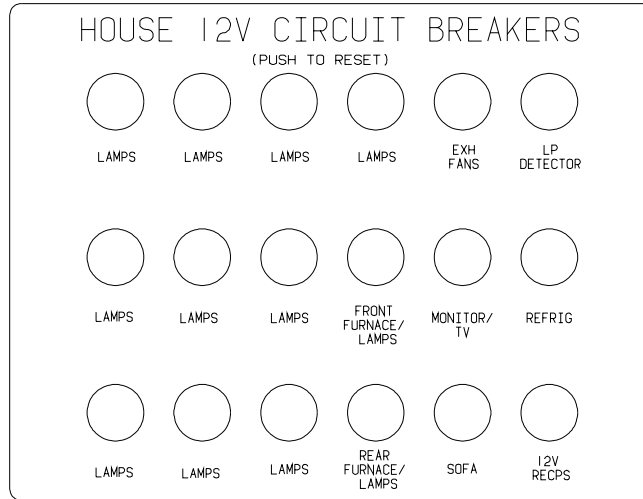 HOUSE 12V CIRCUIT BREAKERS
(PUSH TO RESET)
LAMPS LAMPS LAMPS LAMPS EXH FANS LP DETECTOR
LAMPS LAMPS LAMPS FRONT FURNACE/ LAMPS MONITOR/ TV REFRIG
LAMPS LAMPS LAMPS REAR FURNACE/ LAMPS SOFA 12V RECPS